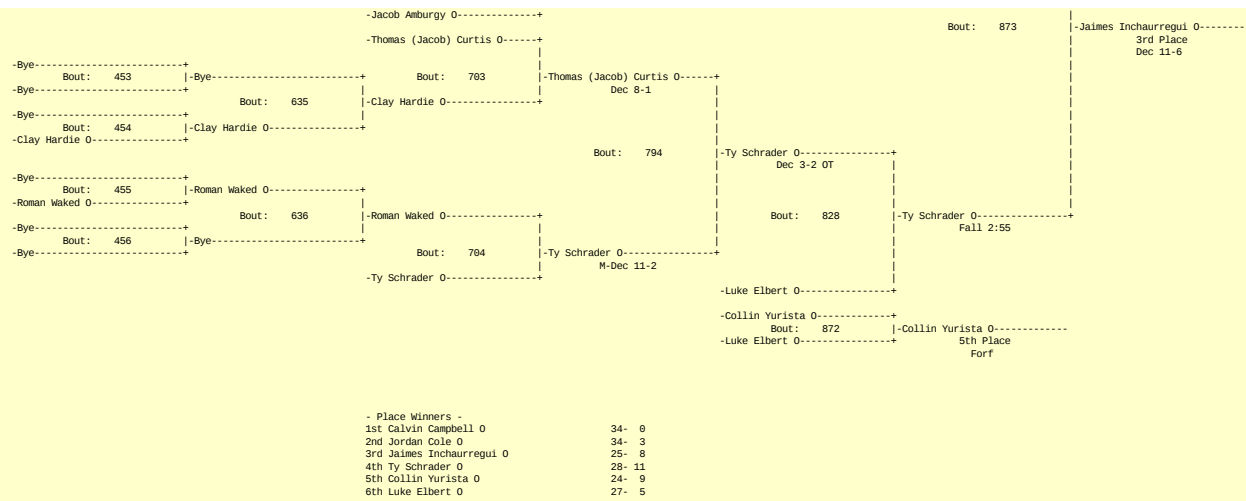 -Jacob Amburgy O-------------+ |
Bout: 873 |-Jaimes Inchaurregui O--------
-Thomas (Jacob) Curtis O------+ | 3rd Place
| | Dec 11-6
-Bye--------------------------+ | |
Bout: 453 |-Bye--------------------------+ Bout: 703 |-Thomas (Jacob) Curtis O------+ |
-Bye--------------------------+ | | Dec 8-1 | |
Bout: 635 |-Clay Hardie O----------------+ | |
-Bye--------------------------+ | | |
Bout: 454 |-Clay Hardie O----------------+ | |
-Clay Hardie O----------------+ | |
Bout: 794 |-Ty Schrader O----------------+ |
| Dec 3-2 OT | |
-Bye--------------------------+ | | |
Bout: 455 |-Roman Waked O----------------+ | | |
-Roman Waked O----------------+ | | | |
Bout: 636 |-Roman Waked O----------------+ | Bout: 828 |-Ty Schrader O----------------+
-Bye--------------------------+ | | | | Fall 2:55
Bout: 456 |-Bye--------------------------+ | | |
-Bye--------------------------+ Bout: 704 |-Ty Schrader O----------------+ |
| M-Dec 11-2 |
-Ty Schrader O----------------+ |
-Luke Elbert O----------------+
-Collin Yurista O-------------+
Bout: 872 |-Collin Yurista O-------------
-Luke Elbert O----------------+ 5th Place
Forf
- Place Winners -
1st Calvin Campbell O 34- 0
2nd Jordan Cole O 34- 3
3rd Jaimes Inchaurregui O 25- 8
4th Ty Schrader O 28- 11
5th Collin Yurista O 24- 9
6th Luke Elbert O 27- 5